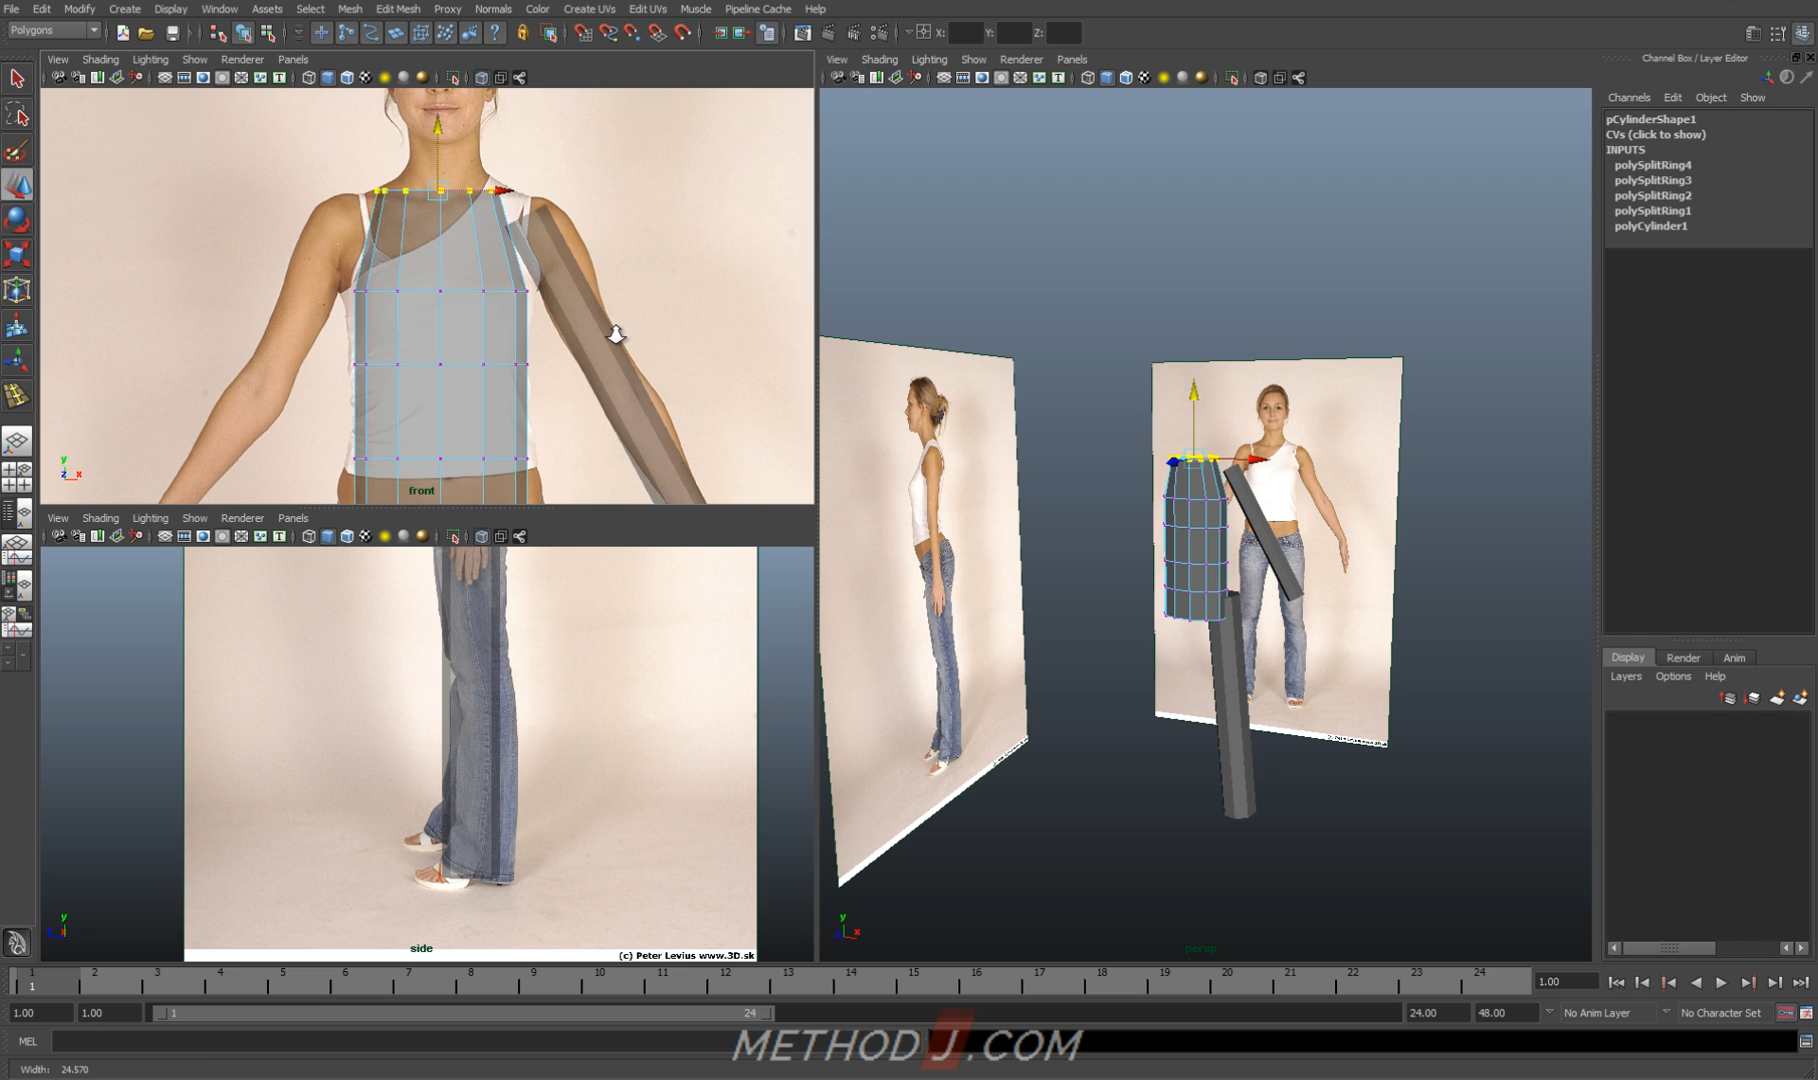 File Edit Modify Create Display Window Assets Select Mesh Edit Mesh Proxy Normals Color Create UVs Edit UVs Muscle Pipeline Cache Help
Polygons X: Y: Z:
View Shading Lighting Show Renderer Panels
View Shading Lighting Show Renderer Panels
Channel Box / Layer Editor
Channels Edit Object Show
pCylinderShape1
CVs (click to show)
INPUTS
polySplitRing4
polySplitRing3
polySplitRing2
polySplitRing1
polyCylinder1
y
z x
front
View Shading Lighting Show Renderer Panels
y
x
side
(c) Peter Levius www.3D.sk
y
x
persp
Display Render Anim
Layers Options Help
1 2 3 4 5 6 7 8 9 10 11 12 13 14 15 16 17 18 19 20 21 22 23 24
1
1.00
1.00 1.00 1 24 24.00 48.00 No Anim Layer No Character Set
MEL
METHODJ.COM
Width: 24.570